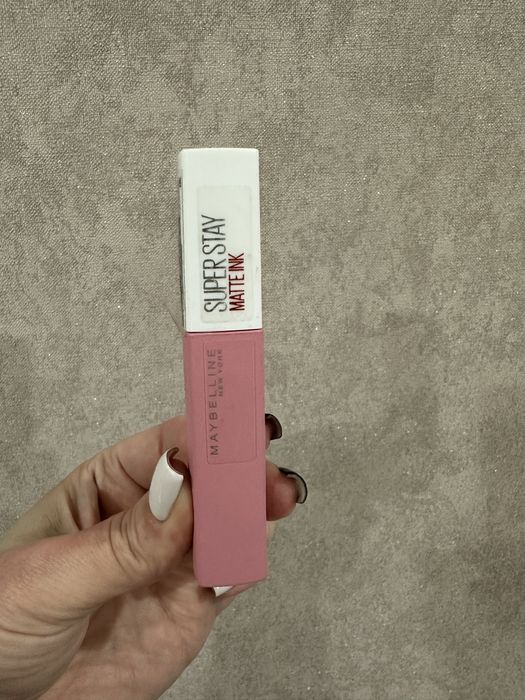 SUPER STAY
MATTE INK
MAYBELLINE
NEW YORK